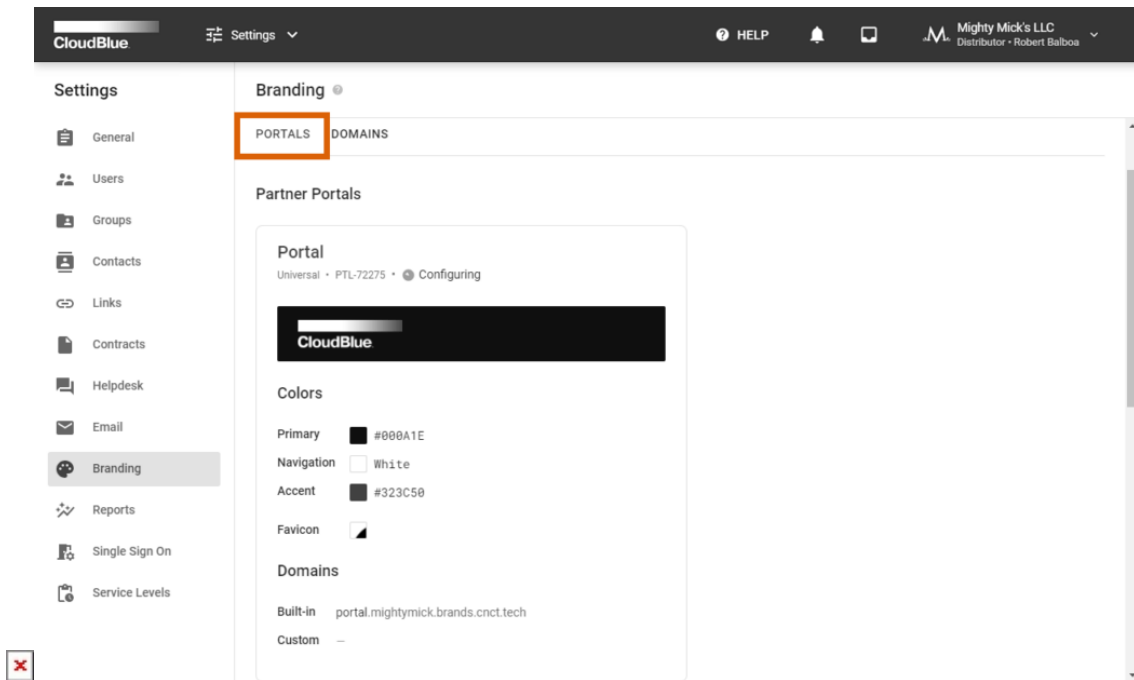 CloudBlue
Settings
HELP
Mighty Mick's LLC
Distributor • Robert Balboa
Settings
General
Users
Groups
Contacts
Links
Contracts
Helpdesk
Email
Branding
Reports
Single Sign On
Service Levels
Branding
PORTALS DOMAINS
Partner Portals
Portal
Universal • PTL-72275 • Configuring
CloudBlue
Colors
Primary #000A1E
Navigation White
Accent #323C50
Favicon
Domains
Built-in portal.mightymick.brands.cnct.tech
Custom —